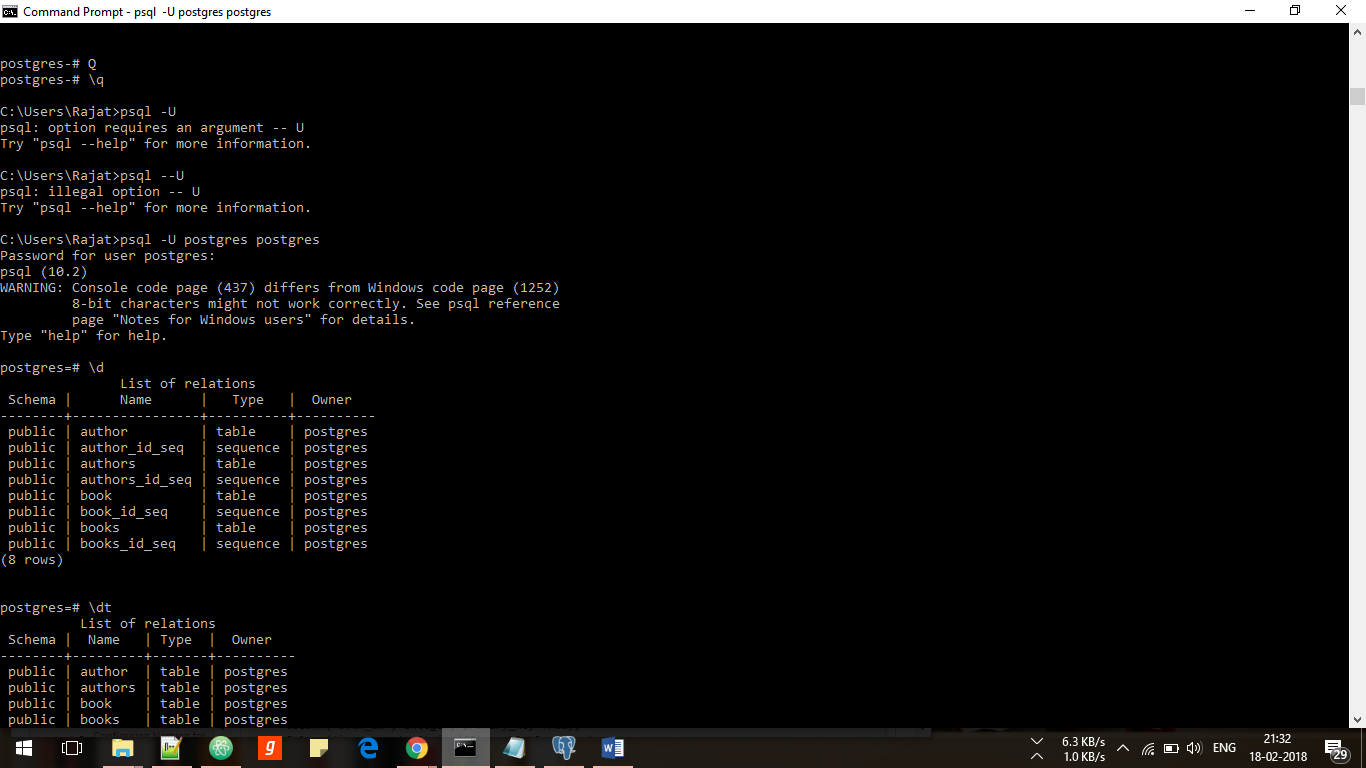 Command Prompt - psql  -U postgres postgres
postgres-# Q
postgres-# \q
C:\Users\Rajat>psql -U
psql: option requires an argument -- U
Try "psql --help" for more information.
C:\Users\Rajat>psql --U
psql: illegal option -- U
Try "psql --help" for more information.
C:\Users\Rajat>psql -U postgres postgres
Password for user postgres:
psql (10.2)
WARNING: Console code page (437) differs from Windows code page (1252)
         8-bit characters might not work correctly. See psql reference
         page "Notes for Windows users" for details.
Type "help" for help.
postgres=# \d
               List of relations
 Schema |      Name      |   Type   |  Owner
--------+----------------+----------+----------
 public | author         | table    | postgres
 public | author_id_seq  | sequence | postgres
 public | authors        | table    | postgres
 public | authors_id_seq | sequence | postgres
 public | book           | table    | postgres
 public | book_id_seq    | sequence | postgres
 public | books          | table    | postgres
 public | books_id_seq   | sequence | postgres
(8 rows)
postgres=# \dt
          List of relations
 Schema |  Name   | Type  |  Owner
--------+---------+-------+----------
 public | author  | table | postgres
 public | authors | table | postgres
 public | book    | table | postgres
 public | books   | table | postgres
6.3 KB/s
1.0 KB/s
ENG
21:32
18-02-2018
29